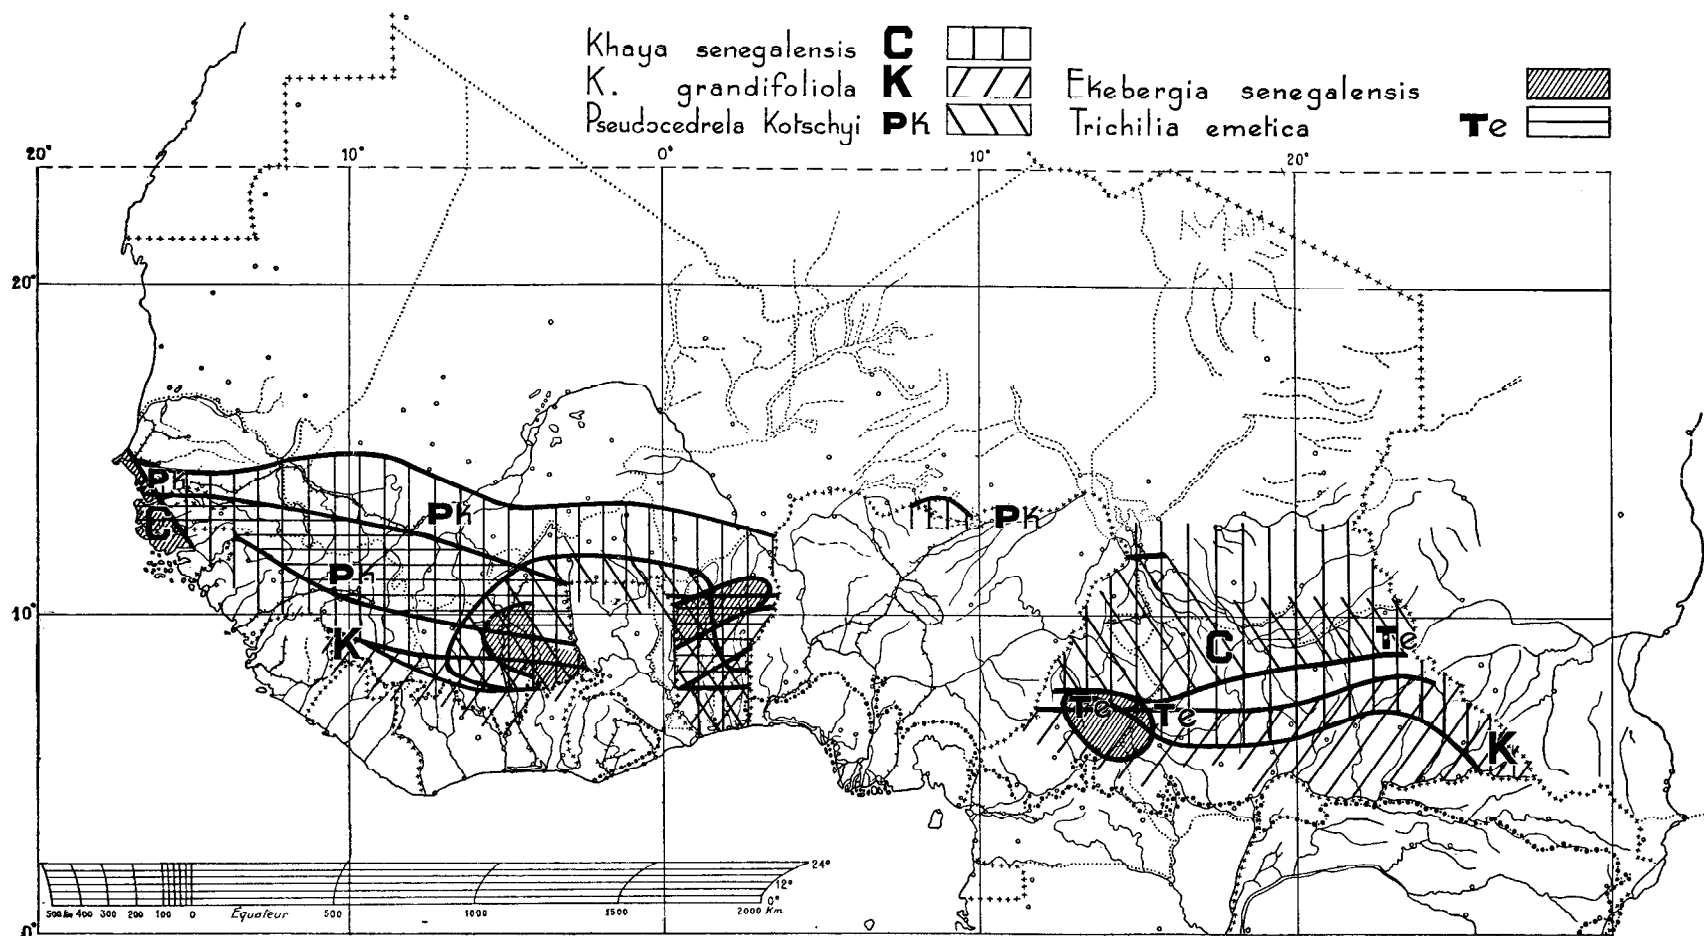 Khaya senegalensis C
K. grandifoliola K
Pseudocedrela Kotschyi PK
Ekebergia senegalensis
Trichilia emetica Te
20° 10° 0° 10° 20°
20°
PK
C
PK
PK
10°
PK
K
C
Te
Te
Te
K
24°
12°
0°
500 km 400 300 200 100 0 Équateur 500 1000 1500 2000 Km
0°